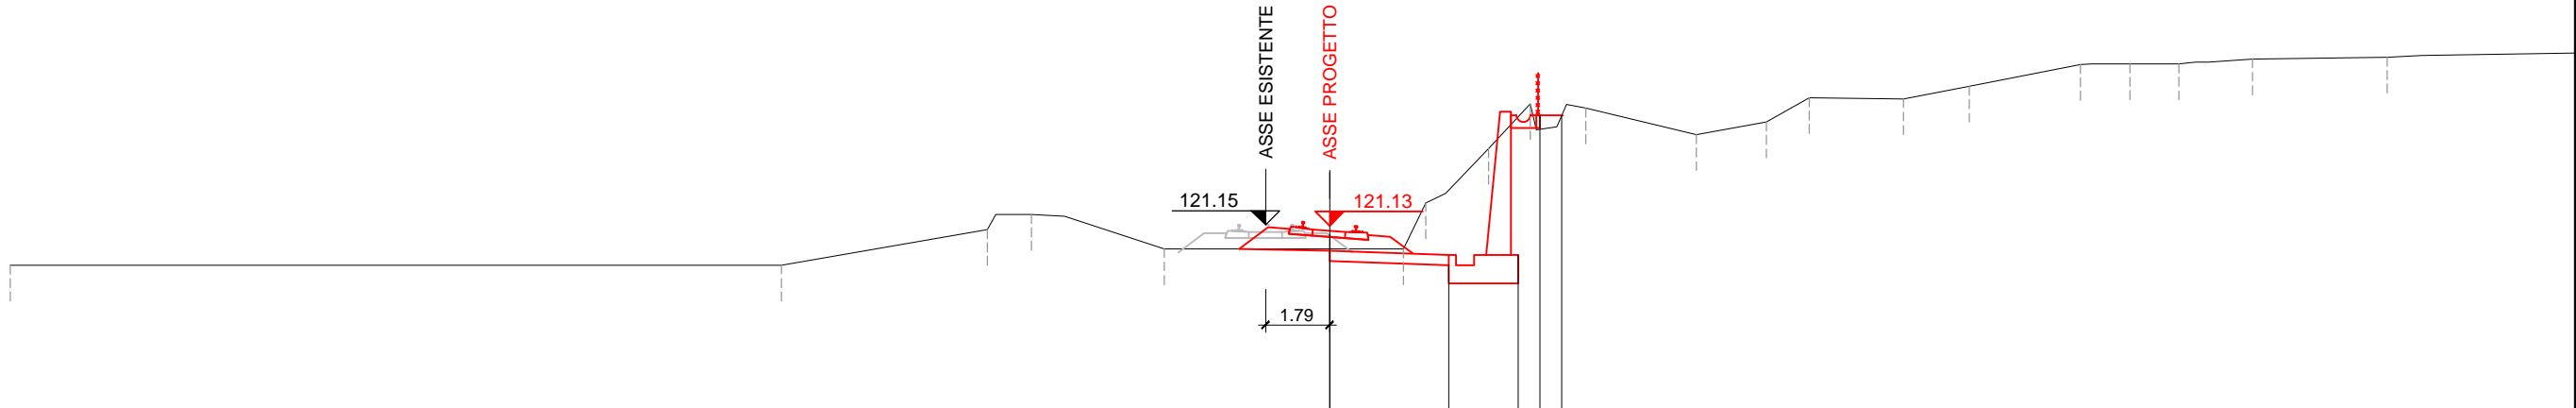 ASSE ESISTENTE
ASSE PROGETTO
121.15
121.13
1.79